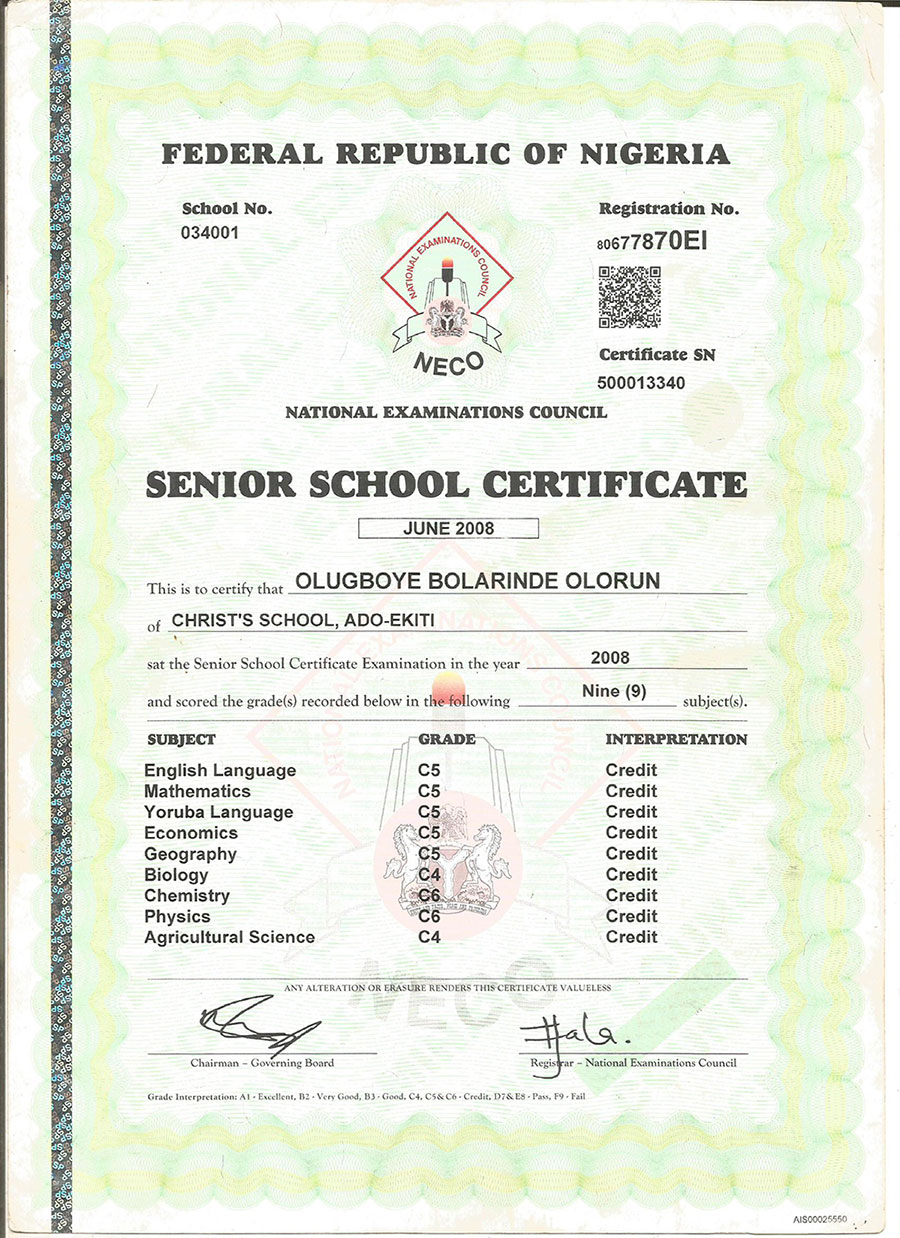 FEDERAL REPUBLIC OF NIGERIA
School No.
034001
Registration No.
80677870EI
NATIONAL EXAMINATIONS COUNCIL
NECO
Certificate SN
500013340
NATIONAL EXAMINATIONS COUNCIL
SENIOR SCHOOL CERTIFICATE
JUNE 2008
This is to certify that OLUGBOYE BOLARINDE OLORUN
of CHRIST'S SCHOOL, ADO-EKITI
sat the Senior School Certificate Examination in the year 2008
and scored the grade(s) recorded below in the following Nine (9) subject(s).
SUBJECT GRADE INTERPRETATION
English Language C5 Credit
Mathematics C5 Credit
Yoruba Language C5 Credit
Economics C5 Credit
Geography C5 Credit
Biology C4 Credit
Chemistry C6 Credit
Physics C6 Credit
Agricultural Science C4 Credit
NATIONAL EXAMINATIONS COUNCIL
NECO
ANY ALTERATION OR ERASURE RENDERS THIS CERTIFICATE VALUELESS
Chairman – Governing Board
Registrar – National Examinations Council
Grade Interpretation: A1 - Excellent, B2 - Very Good, B3 - Good, C4, C5 & C6 - Credit, D7 & E8 - Pass, F9 - Fail
AIS00025550